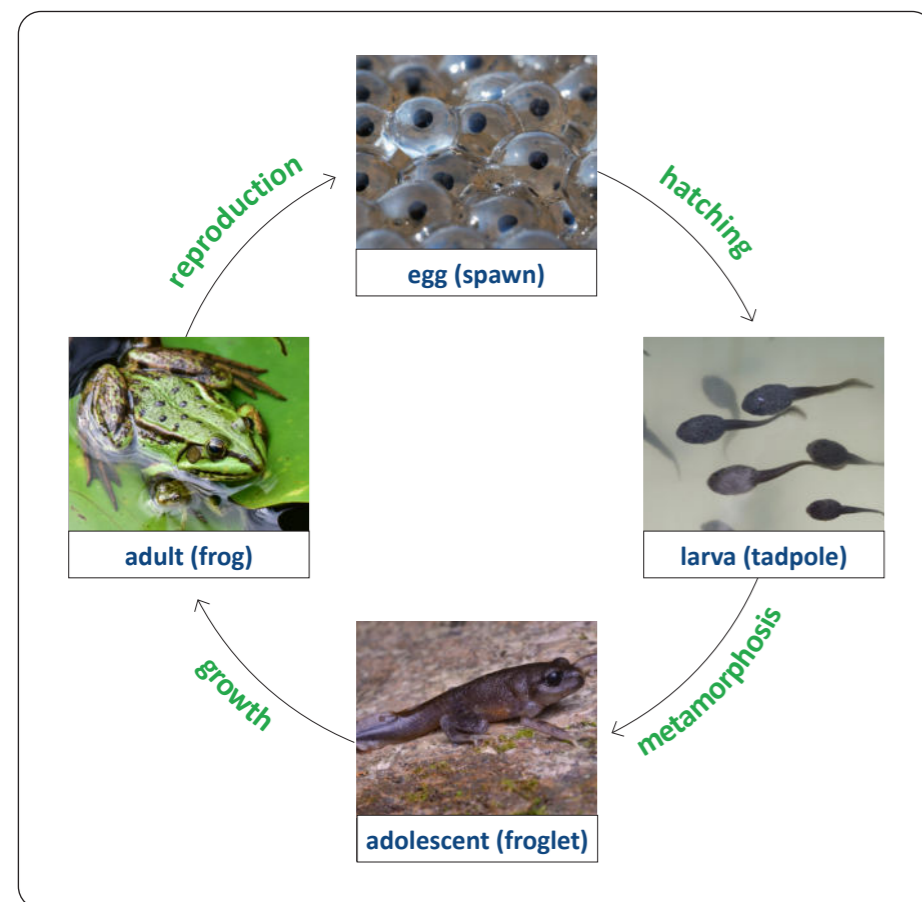 egg (spawn)
hatching
larva (tadpole)
metamorphosis
adolescent (froglet)
growth
adult (frog)
reproduction